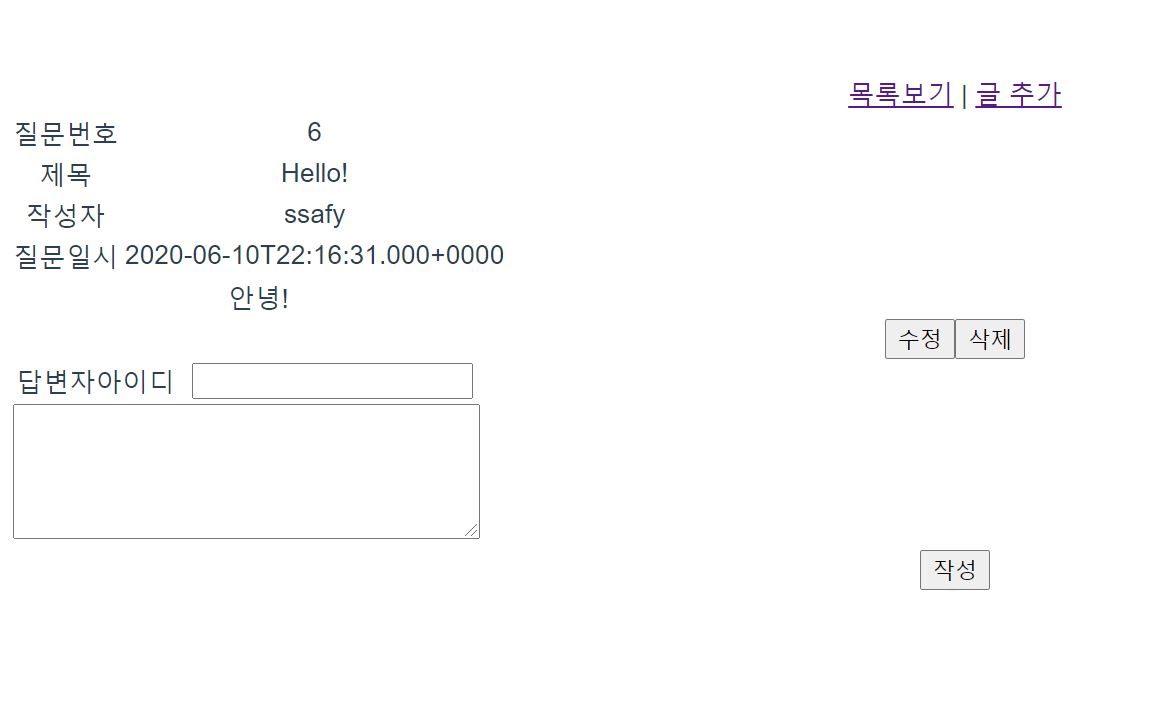 목록보기 | 글 추가
질문번호 6
제목 Hello!
작성자 ssafy
질문일시 2020-06-10T22:16:31.000+0000
안녕!
수정 삭제
답변자아이디
작성